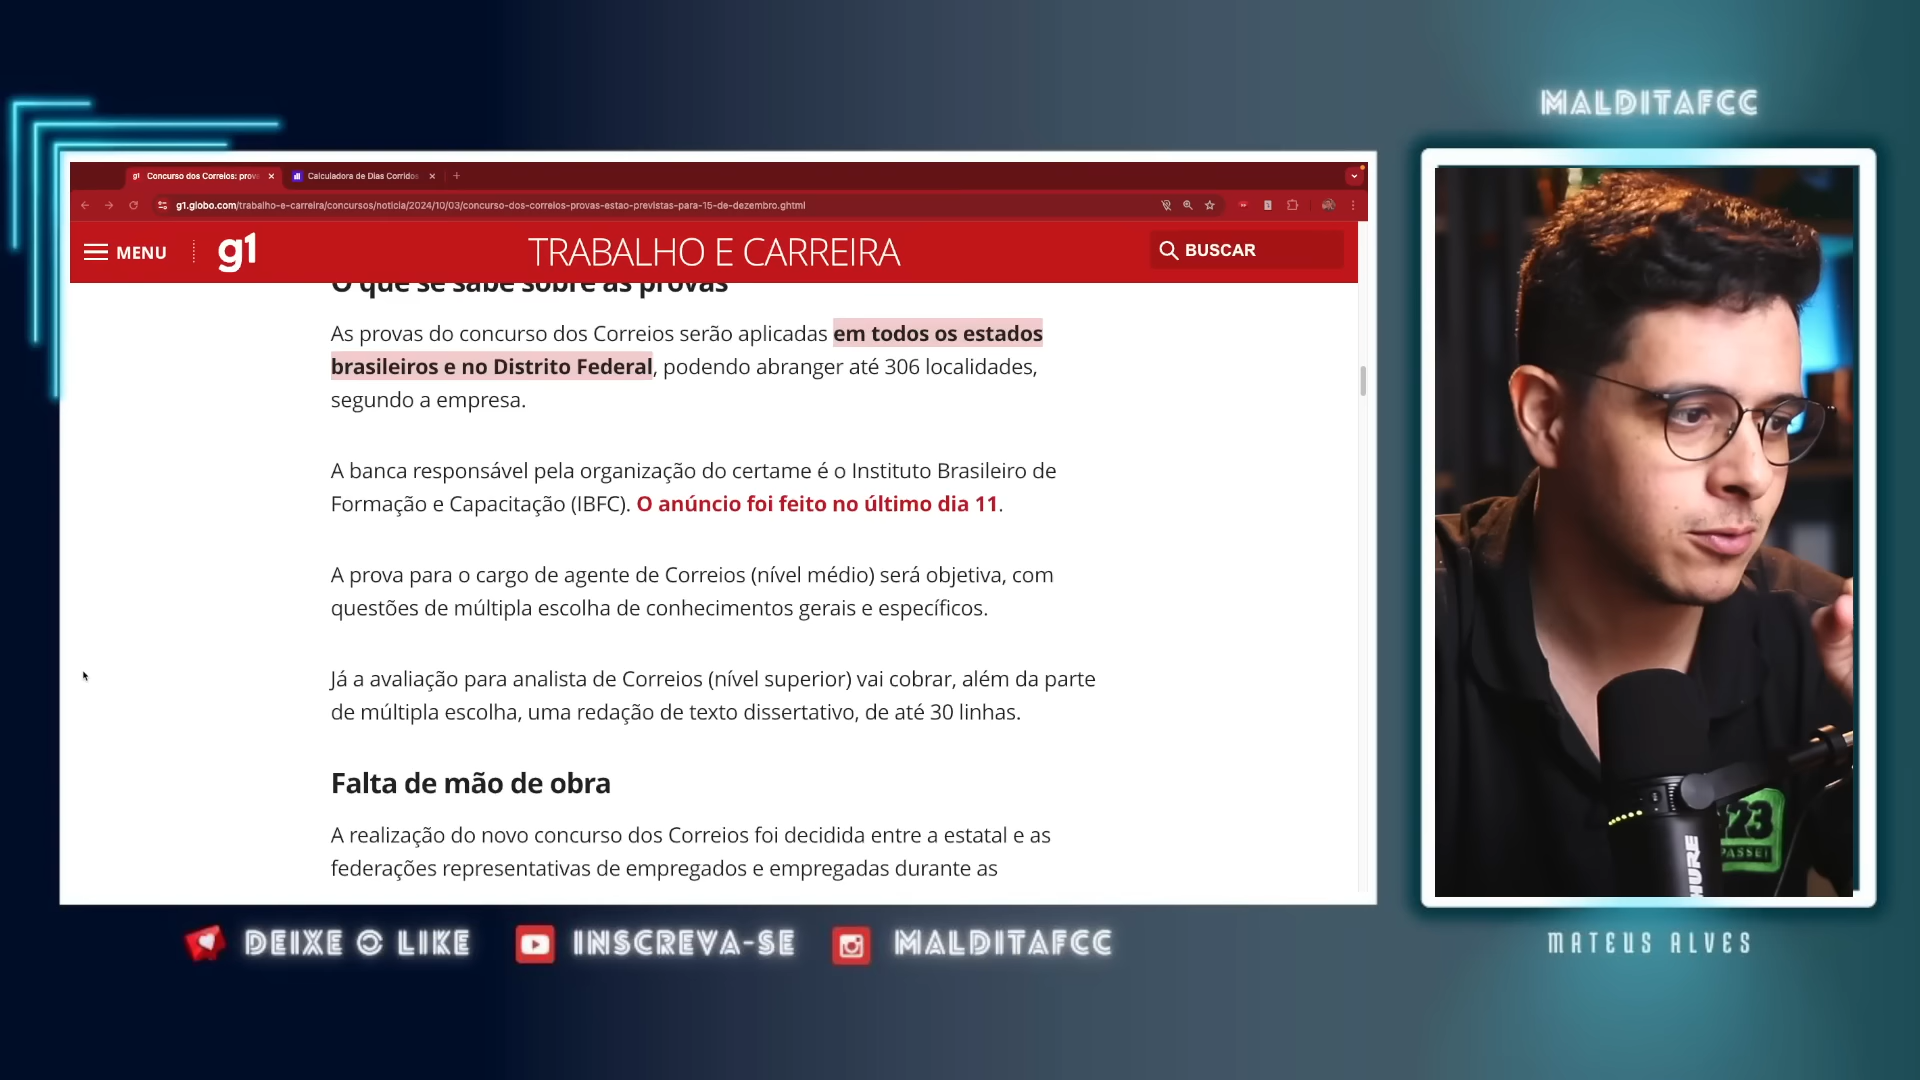 MALDITAFCC
Concurso dos Correios: prov
Calculadora de Dias Corridos
g1.globo.com/trabalho-e-carreira/concursos/noticia/2024/10/03/concurso-dos-correios-provas-estao-previstas-para-15-de-dezembro.ghtml
MENU
g1
TRABALHO E CARREIRA
BUSCAR
O que se sabe sobre as provas
As provas do concurso dos Correios serão aplicadas em todos os estados
brasileiros e no Distrito Federal, podendo abranger até 306 localidades,
segundo a empresa.
A banca responsável pela organização do certame é o Instituto Brasileiro de
Formação e Capacitação (IBFC). O anúncio foi feito no último dia 11.
A prova para o cargo de agente de Correios (nível médio) será objetiva, com
questões de múltipla escolha de conhecimentos gerais e específicos.
Já a avaliação para analista de Correios (nível superior) vai cobrar, além da parte
de múltipla escolha, uma redação de texto dissertativo, de até 30 linhas.
Falta de mão de obra
A realização do novo concurso dos Correios foi decidida entre a estatal e as
federações representativas de empregados e empregadas durante as
SHURE
PASSEI
DEIXE O LIKE
INSCREVA-SE
MALDITAFCC
MATEUS ALVES